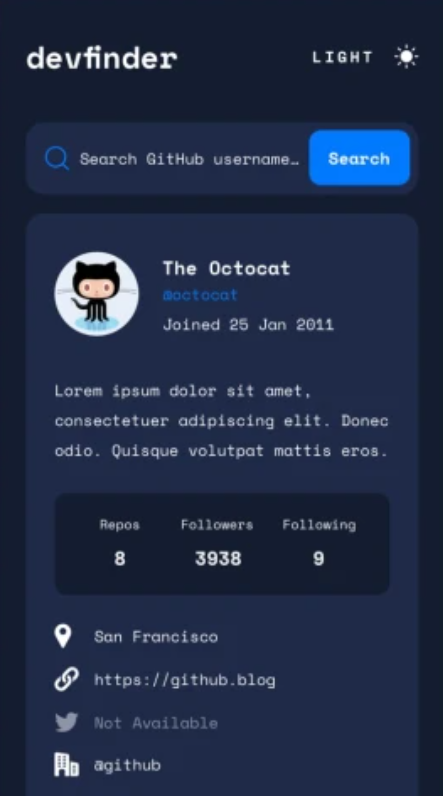 devfinder
LIGHT
Search GitHub username…
Search
The Octocat
@octocat
Joined 25 Jan 2011
Lorem ipsum dolor sit amet,
consectetuer adipiscing elit. Donec
odio. Quisque volutpat mattis eros.
Repos Followers Following
8 3938 9
San Francisco
https://github.blog
Not Available
@github